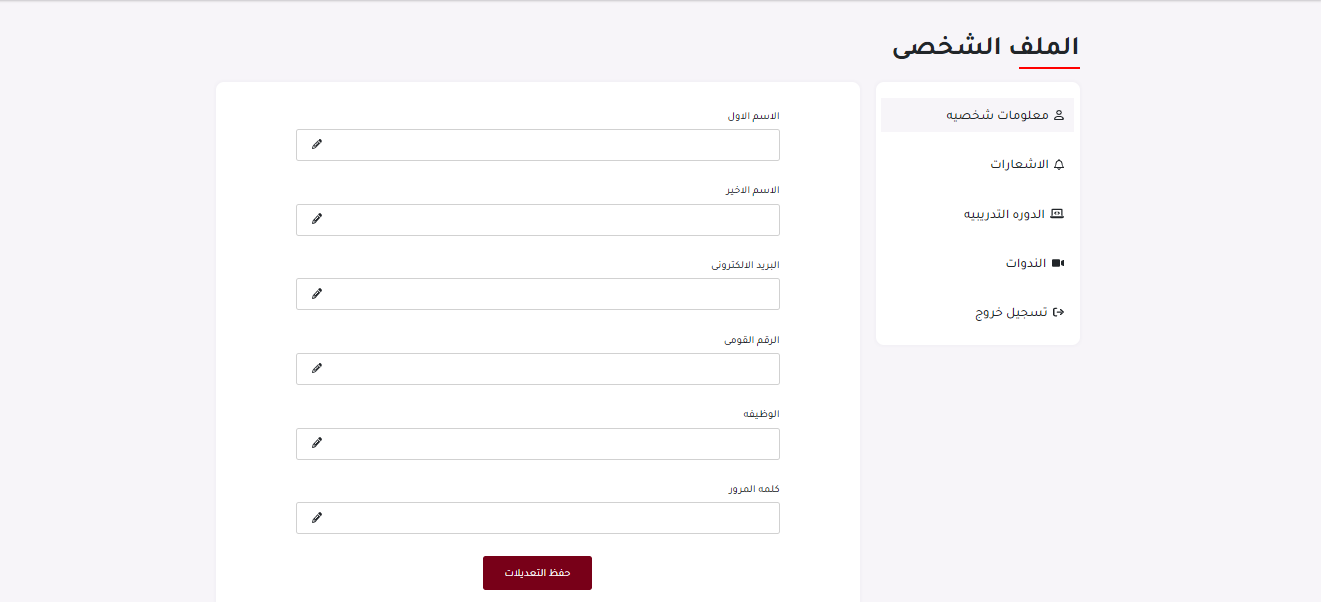 الملف الشخصى
معلومات شخصيه
الاشعارات
الدوره التدريبيه
الندوات
تسجيل خروج
الاسم الاول
الاسم الاخير
البريد الالكترونى
الرقم القومى
الوظيفه
كلمه المرور
حفظ التعديلات